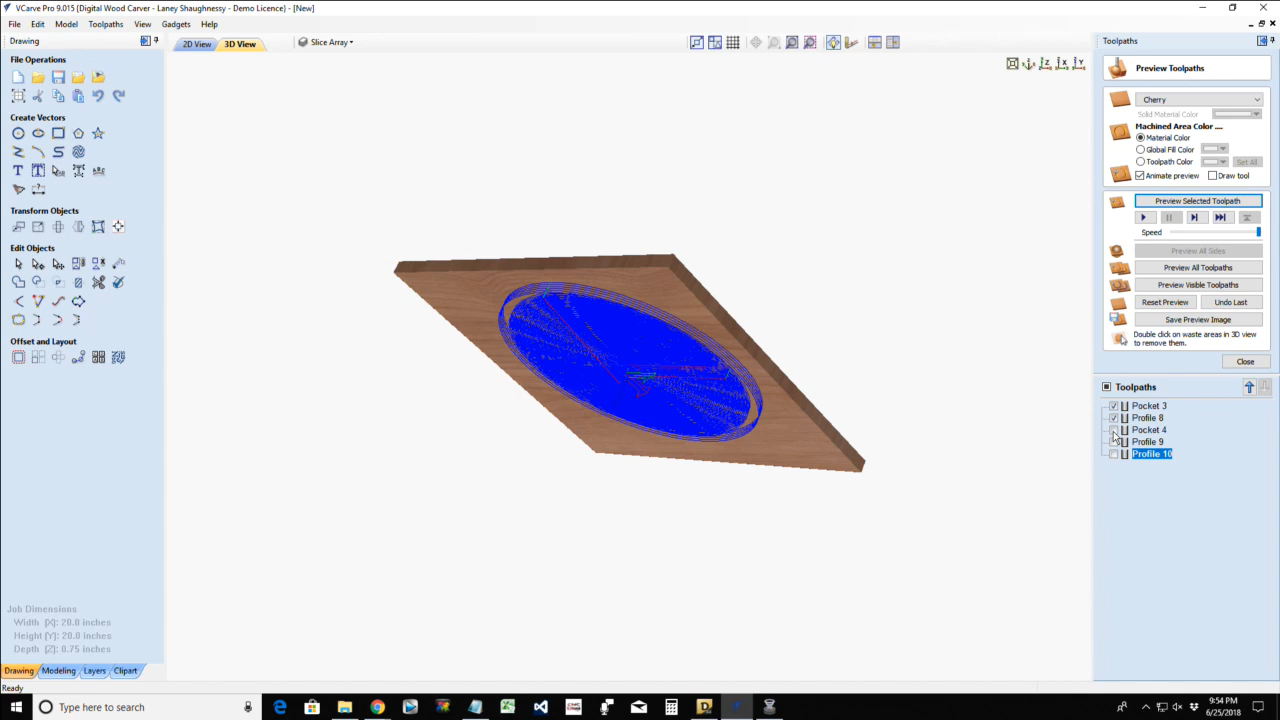 VCarve Pro 9.015 {Digital Wood Carver - Laney Shaughnessy - Demo Licence} - [New]
File Edit Model Toolpaths View Gadgets Help
Drawing
2D View 3D View Slice Array
Toolpaths
File Operations
Create Vectors
Transform Objects
Edit Objects
Offset and Layout
Job Dimensions
Width (X): 20.0 inches
Height (Y): 20.0 inches
Depth (Z): 0.75 inches
Drawing Modeling Layers Clipart
Ready
Z X Y
Preview Toolpaths
Cherry
Solid Material Color
Machined Area Color ....
Material Color
Global Fill Color
Toolpath Color Set All
Animate preview Draw tool
Preview Selected Toolpath
Speed
Preview All Sides
Preview All Toolpaths
Preview Visible Toolpaths
Reset Preview Undo Last
Save Preview Image
Double click on waste areas in 3D view
to remove them.
Close
Toolpaths
Pocket 3
Profile 8
Pocket 4
Profile 9
Profile 10
Type here to search
9:54 PM
6/25/2018